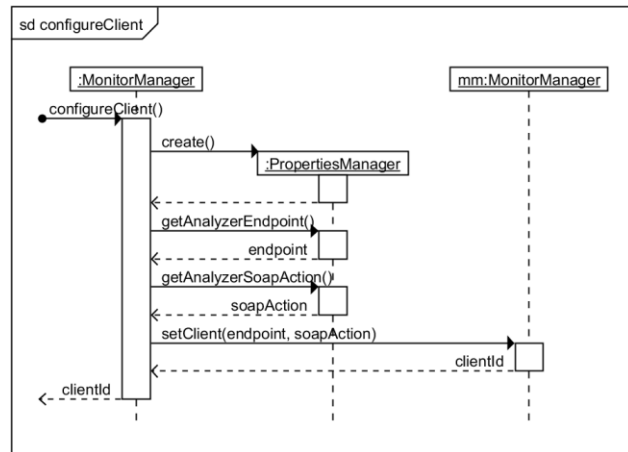 sd configureClient
:MonitorManager
mm:MonitorManager
configureClient()
create()
:PropertiesManager
getAnalyzerEndpoint()
endpoint
getAnalyzerSoapAction()
soapAction
setClient(endpoint, soapAction)
clientId
clientId